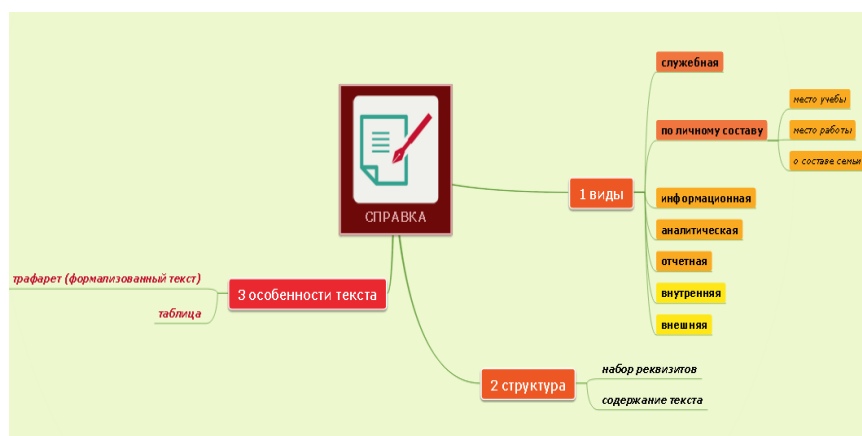 СПРАВКА
1 виды
служебная
по личному составу
место учебы
место работы
о составе семьи
информационная
аналитическая
отчетная
внутренняя
внешняя
2 структура
набор реквизитов
содержание текста
3 особенности текста
трафарет (формализованный текст)
таблица